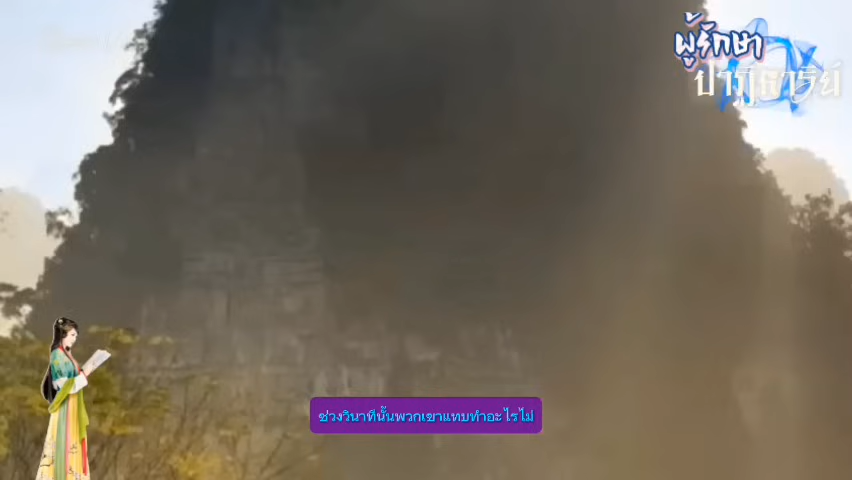 ผู้รักษา
ปาฏิหาริย์
ช่วงวินาทีนั้นพวกเขาแทบทำอะไรไม่